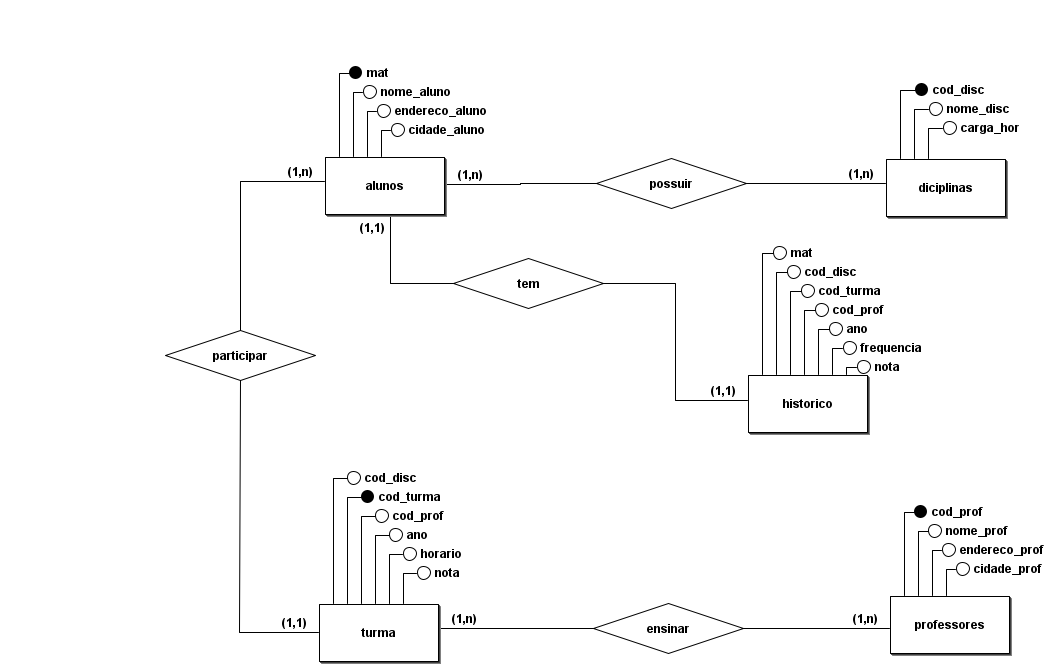 mat
nome_aluno
endereco_aluno
cidade_aluno
cod_disc
nome_disc
carga_hor
(1,n)
alunos
(1,n)
possuir
(1,n)
diciplinas
(1,1)
tem
mat
cod_disc
cod_turma
cod_prof
ano
frequencia
nota
participar
(1,1)
historico
cod_disc
cod_turma
cod_prof
ano
horario
nota
cod_prof
nome_prof
endereco_prof
cidade_prof
(1,1)
turma
(1,n)
ensinar
(1,n)
professores